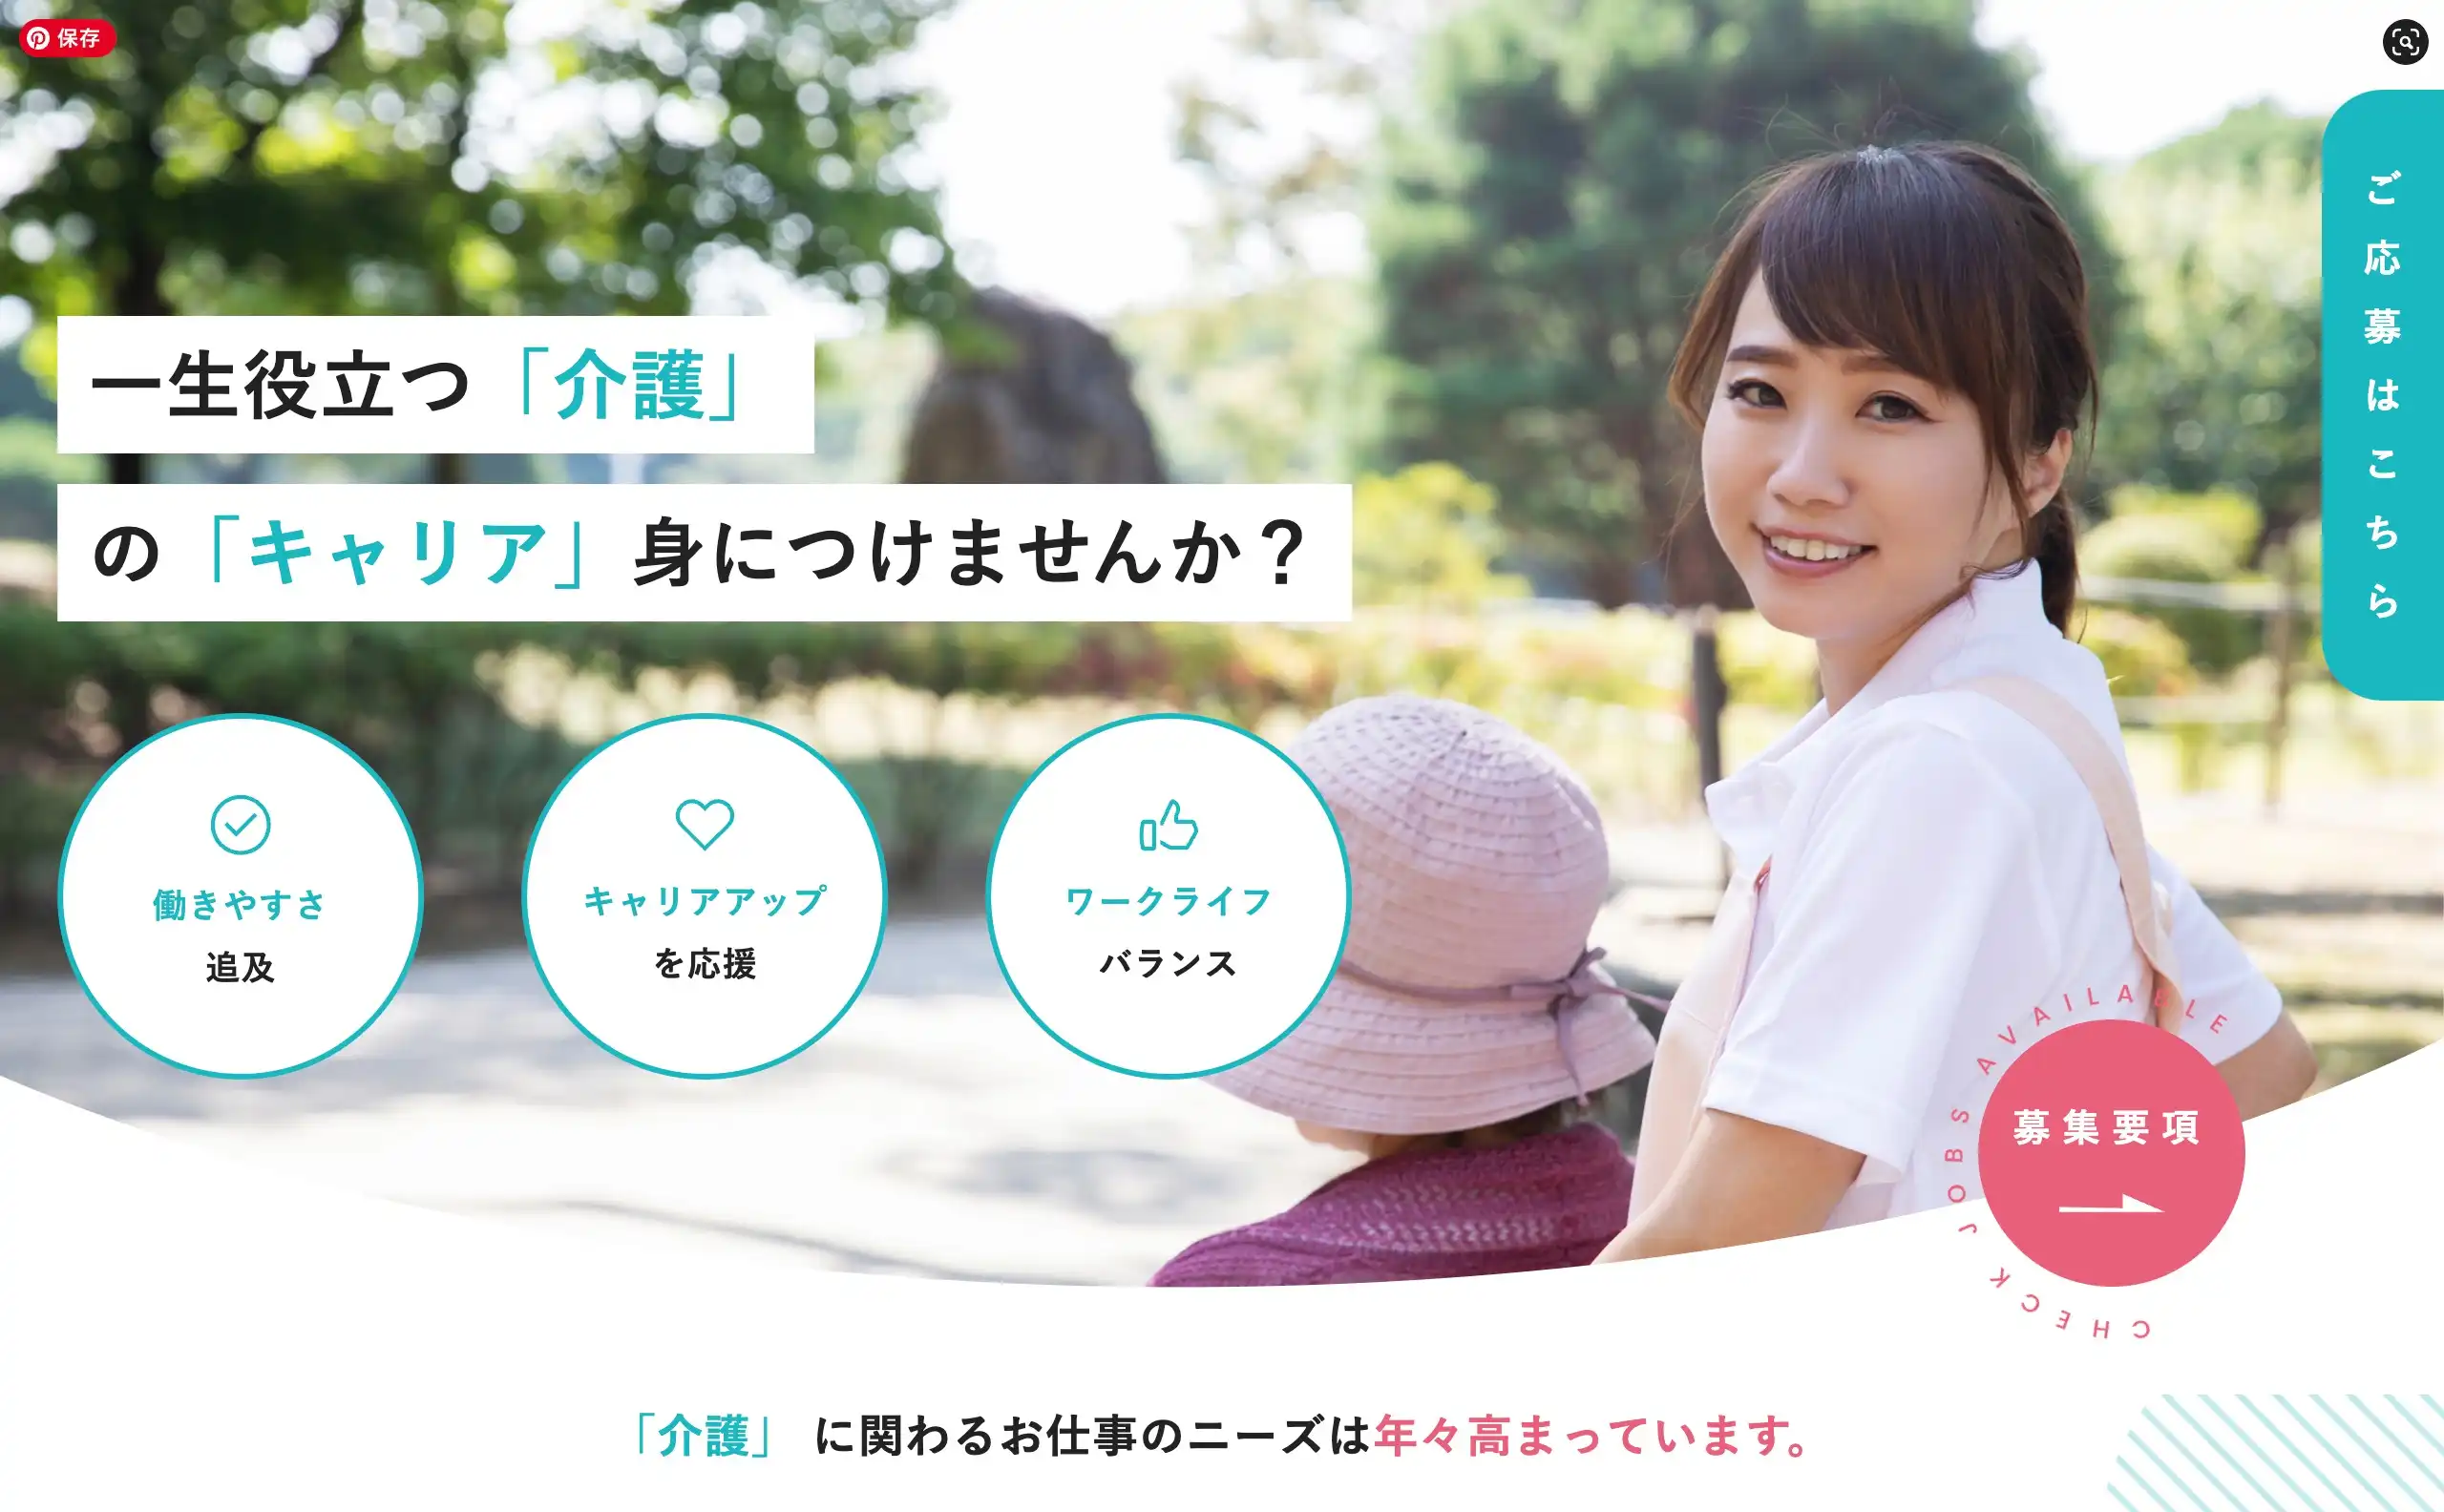 保存
ご応募はこちら
一生役立つ「介護」
の「キャリア」身につけませんか？
働きやすさ
追及
キャリアアップ
を応援
ワークライフ
バランス
CHECK JOBS AVAILABLE
募集要項
「介護」 に関わるお仕事のニーズは年々高まっています。